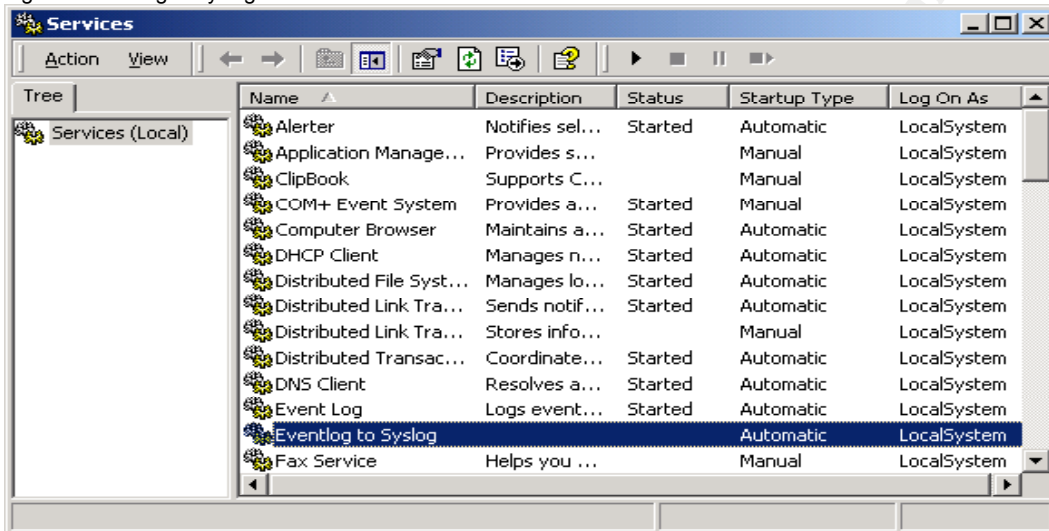 Services
Action View
Tree
Services (Local)
Name Description Status Startup Type Log On As
Alerter Notifies sel... Started Automatic LocalSystem
Application Manage... Provides s... Manual LocalSystem
ClipBook Supports C... Manual LocalSystem
COM+ Event System Provides a... Started Manual LocalSystem
Computer Browser Maintains a... Started Automatic LocalSystem
DHCP Client Manages n... Started Automatic LocalSystem
Distributed File Syst... Manages lo... Started Automatic LocalSystem
Distributed Link Tra... Sends notif... Started Automatic LocalSystem
Distributed Link Tra... Stores info... Manual LocalSystem
Distributed Transac... Coordinate... Started Automatic LocalSystem
DNS Client Resolves a... Started Automatic LocalSystem
Event Log Logs event... Started Automatic LocalSystem
Eventlog to Syslog Automatic LocalSystem
Fax Service Helps you ... Manual LocalSystem